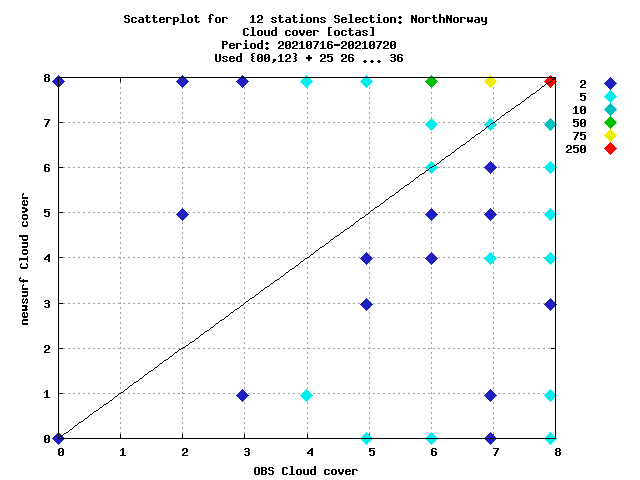 Scatterplot for   12 stations Selection: NorthNorway
Cloud cover [octas]
Period: 20210716-20210720
Used {00,12} + 25 26 ... 36
2
5
10
50
75
250
8
7
6
5
4
3
2
1
0
newsurf Cloud cover
0 1 2 3 4 5 6 7 8
OBS Cloud cover